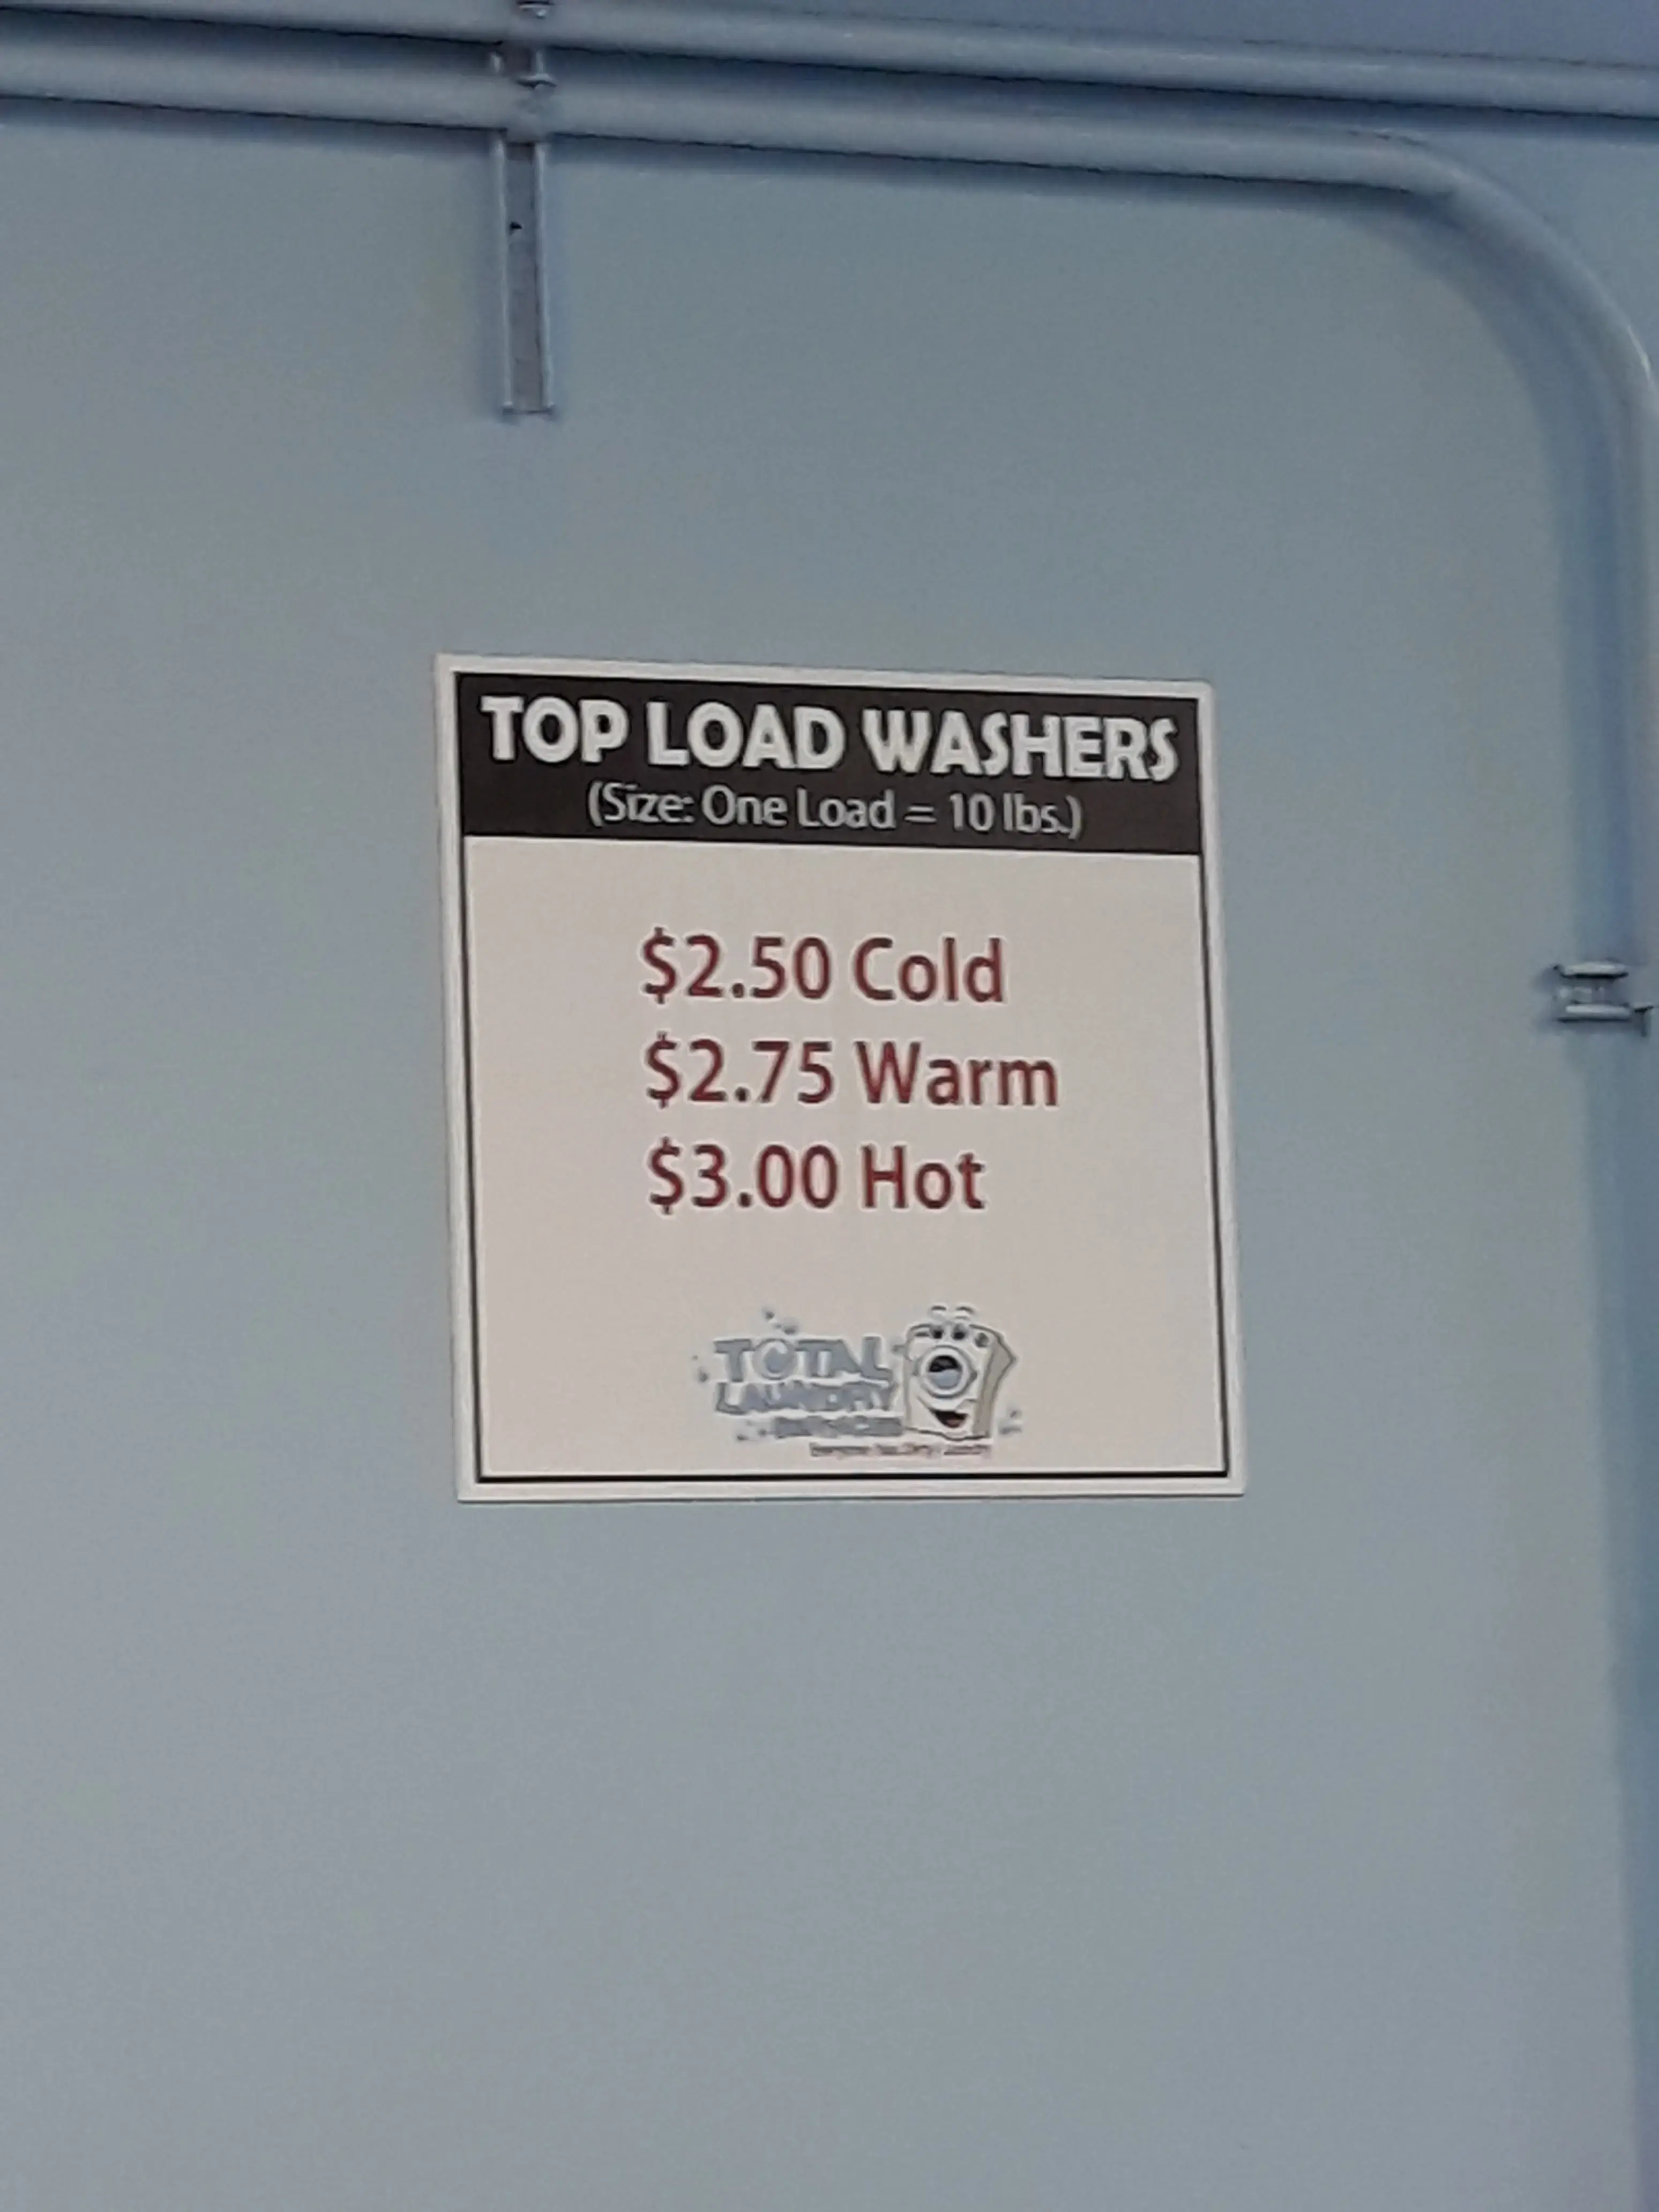 TOP LOAD WASHERS
(Size: One Load = 10 lbs.)
$2.50 Cold
$2.75 Warm
$3.00 Hot
TOTAL
LAUNDRY